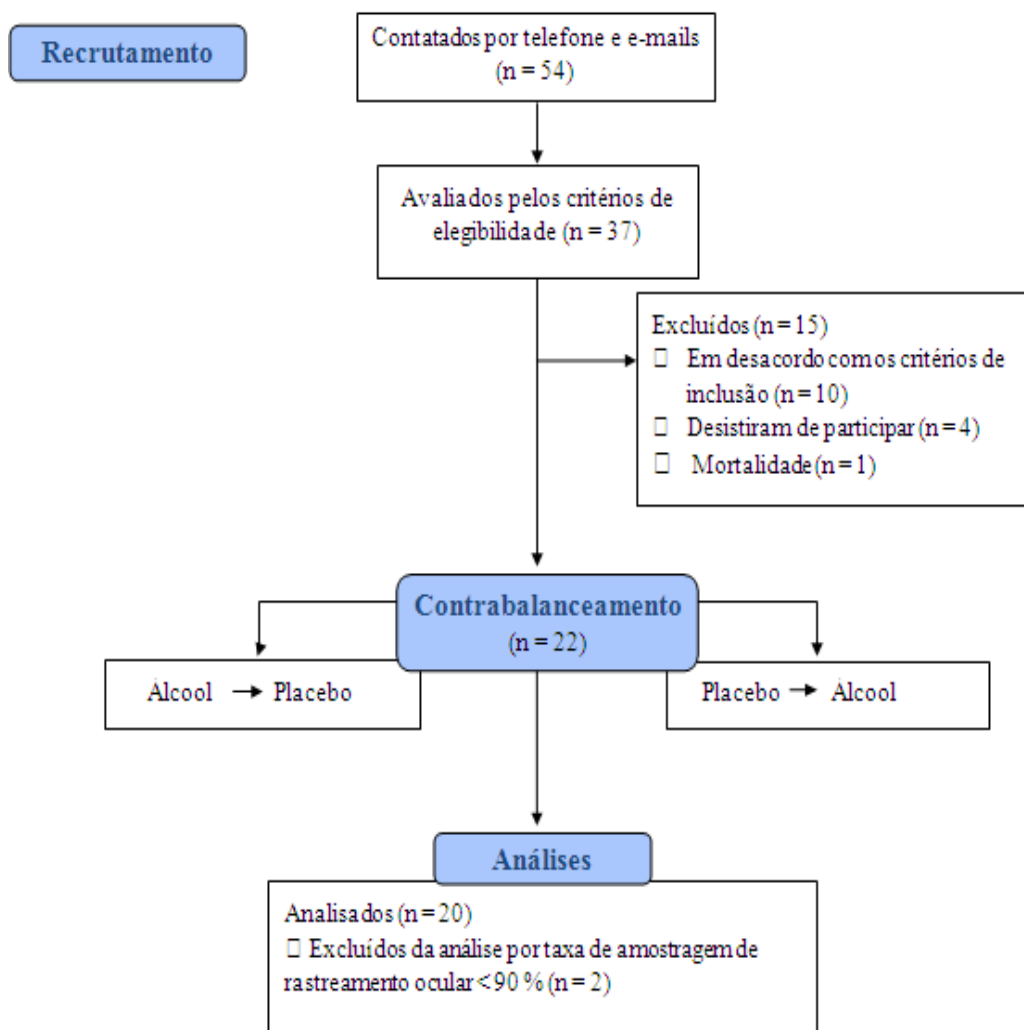 Recrutamento
Contatados por telefone e e-mails
(n = 54)
Avaliados pelos critérios de
elegibilidade (n = 37)
Excluídos (n = 15)
□ Em desacordo com os critérios de
inclusão (n = 10)
□ Desistiram de participar (n = 4)
□ Mortalidade (n = 1)
Contrabalanceamento
(n = 22)
Álcool → Placebo
Placebo → Álcool
Análises
Analisados (n = 20)
□ Excluídos da análise por taxa de amostragem de
rastreamento ocular <90 % (n = 2)